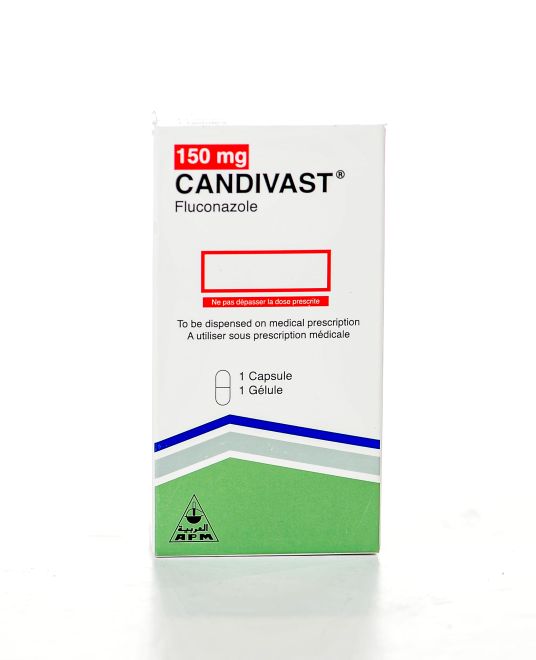 150 mg
CANDIVAST®
Fluconazole
Ne pas dépasser la dose prescrite
To be dispensed on medical prescription
A utiliser sous prescription médicale
1 Capsule
1 Gélule
العربية
APM